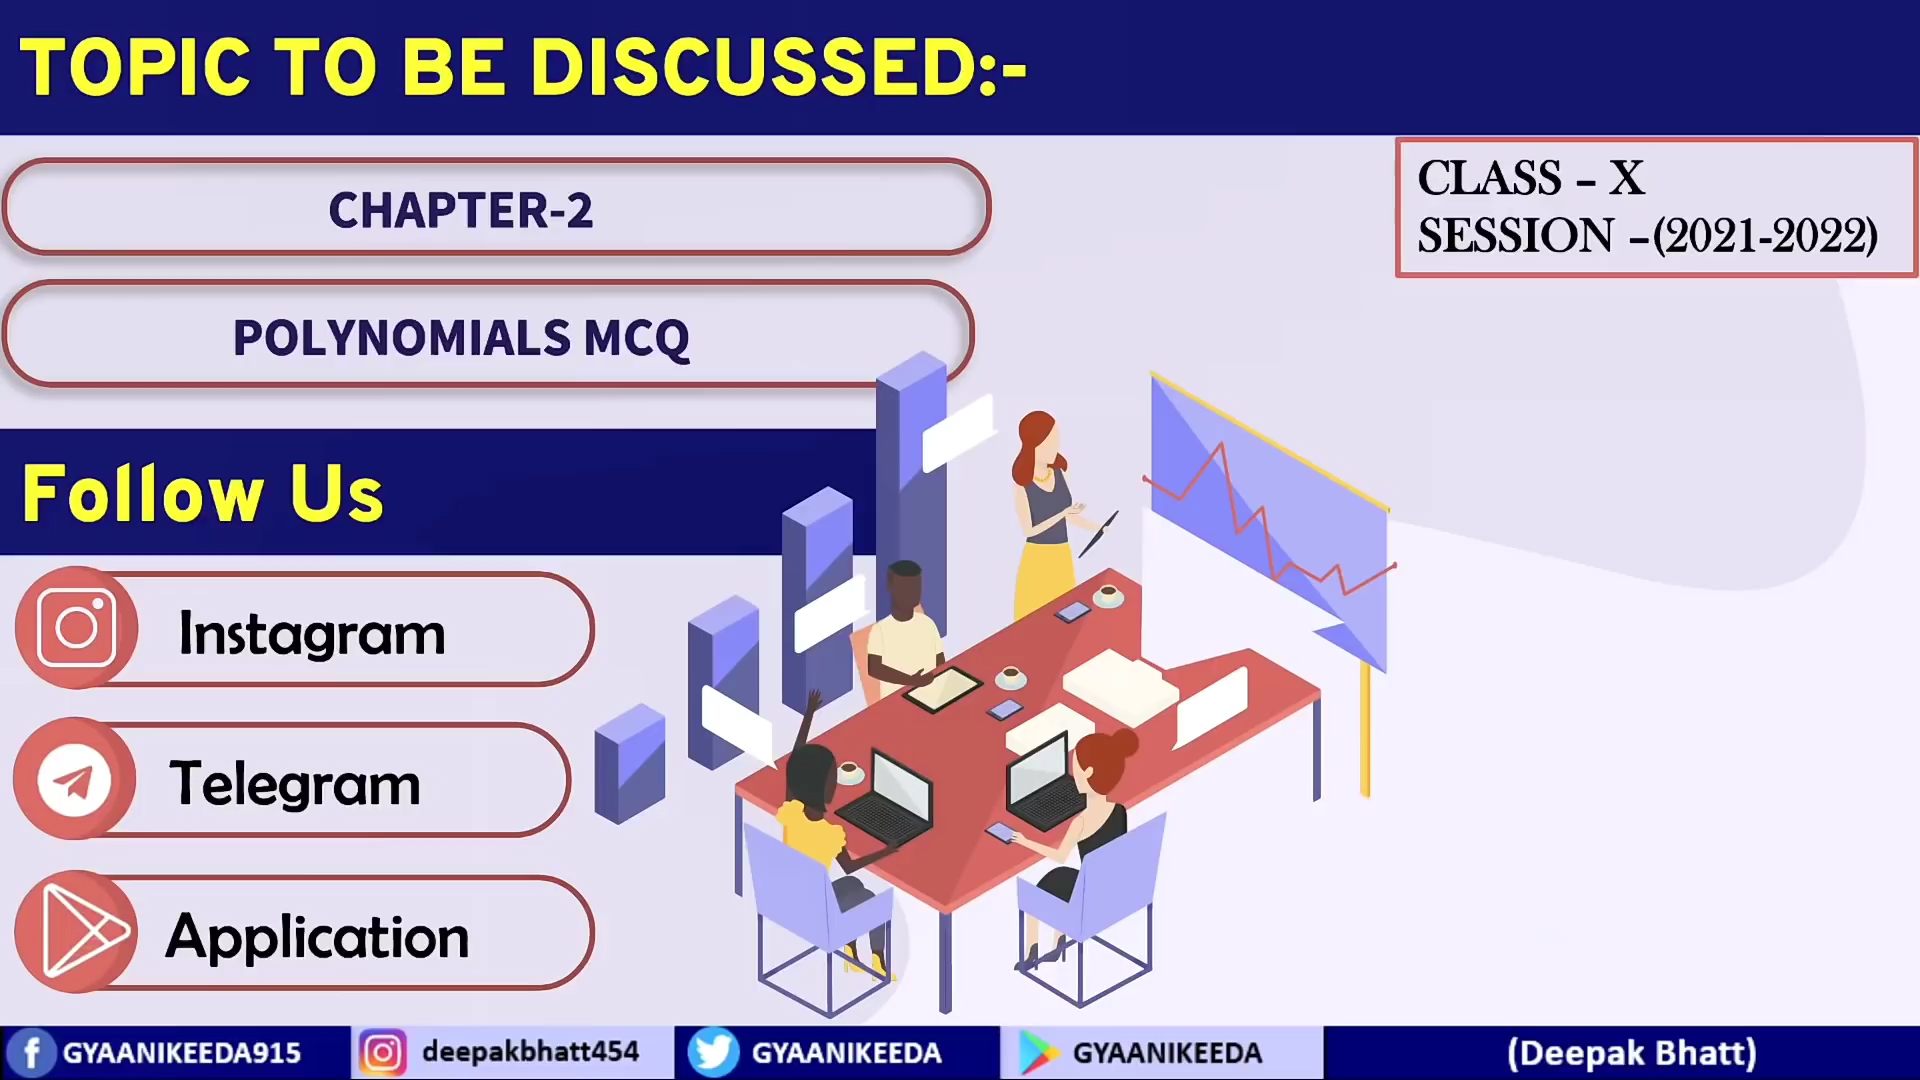 TOPIC TO BE DISCUSSED:-
CLASS – X
SESSION –(2021-2022)
CHAPTER-2
POLYNOMIALS MCQ
Follow Us
Instagram
Telegram
Application
GYAANIKEEDA915
deepakbhatt454
GYAANIKEEDA
GYAANIKEEDA
(Deepak Bhatt)